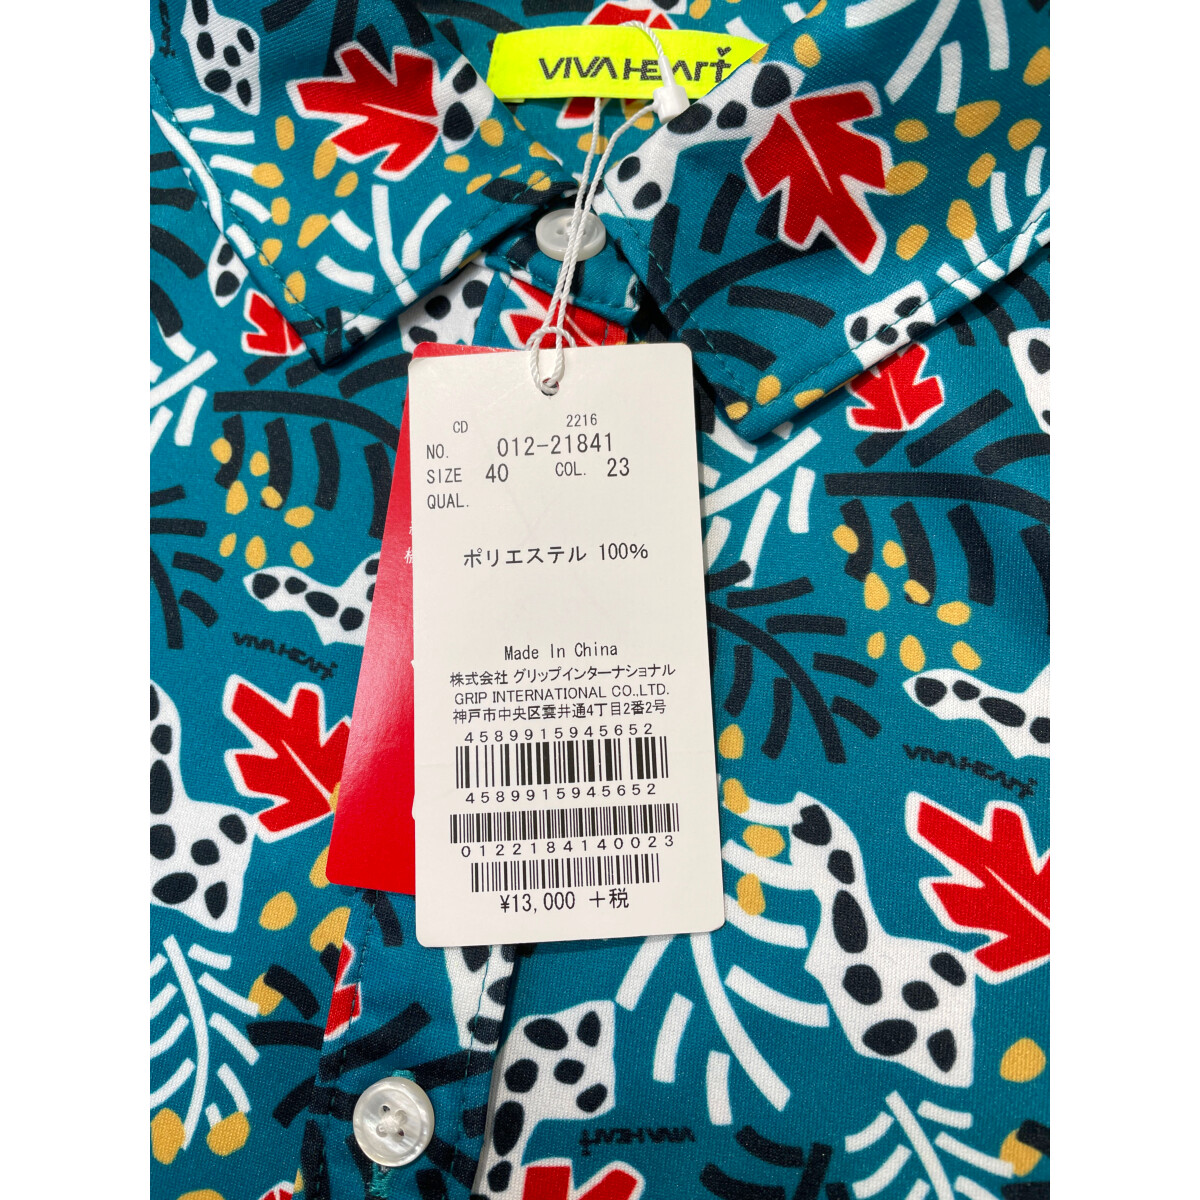 VIVA HEART
CD 2216
NO. 012-21841
SIZE 40 COL. 23
QUAL.
ポリエステル 100%
Made In China
株式会社 グリップインターナショナル
GRIP INTERNATIONAL CO.,LTD.
神戸市中央区雲井通4丁目2番2号
4589915945652
4589915945652
0122184140023
¥13,000 +税
VIVA HEART
VIVA HEART
VIVA HEART